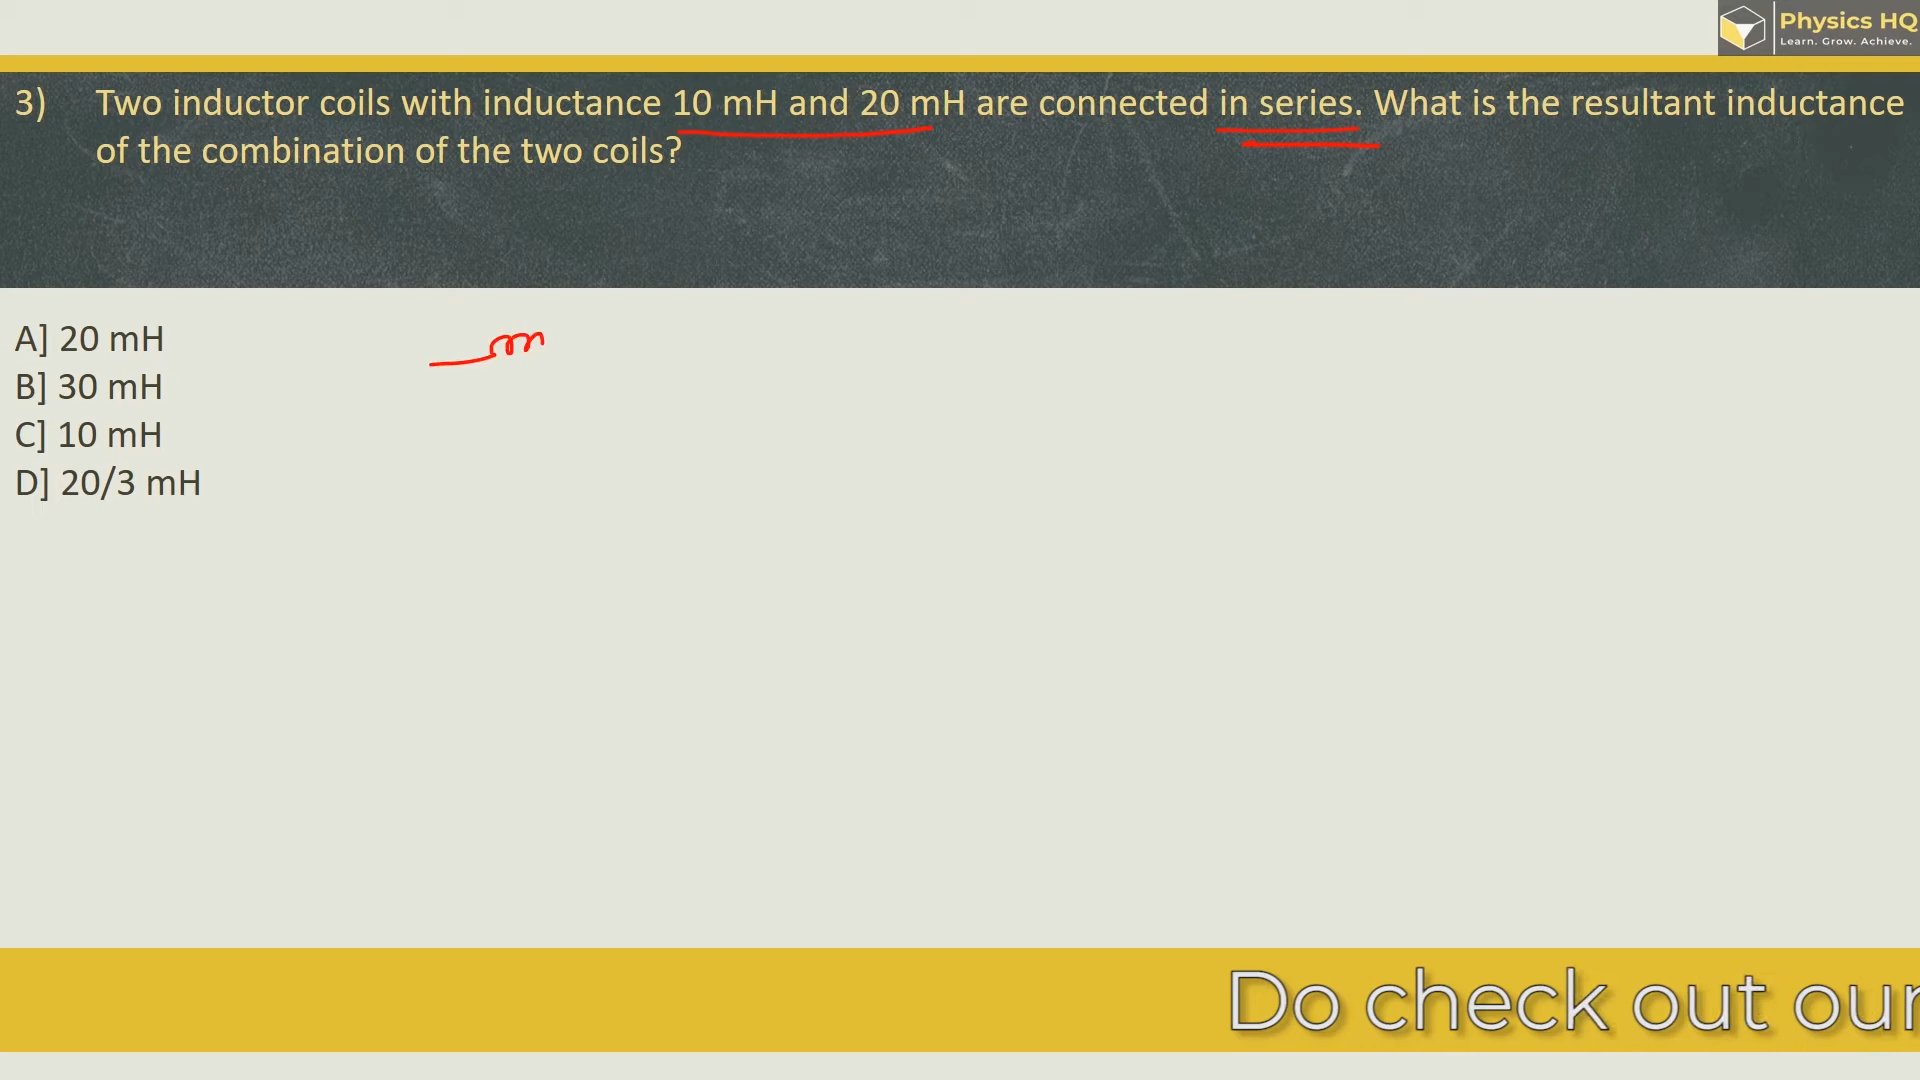 Physics HQ
Learn. Grow. Achieve.
3) Two inductor coils with inductance 10 mH and 20 mH are connected in series. What is the resultant inductance
of the combination of the two coils?
A] 20 mH
B] 30 mH
C] 10 mH
D] 20/3 mH
Do check out our